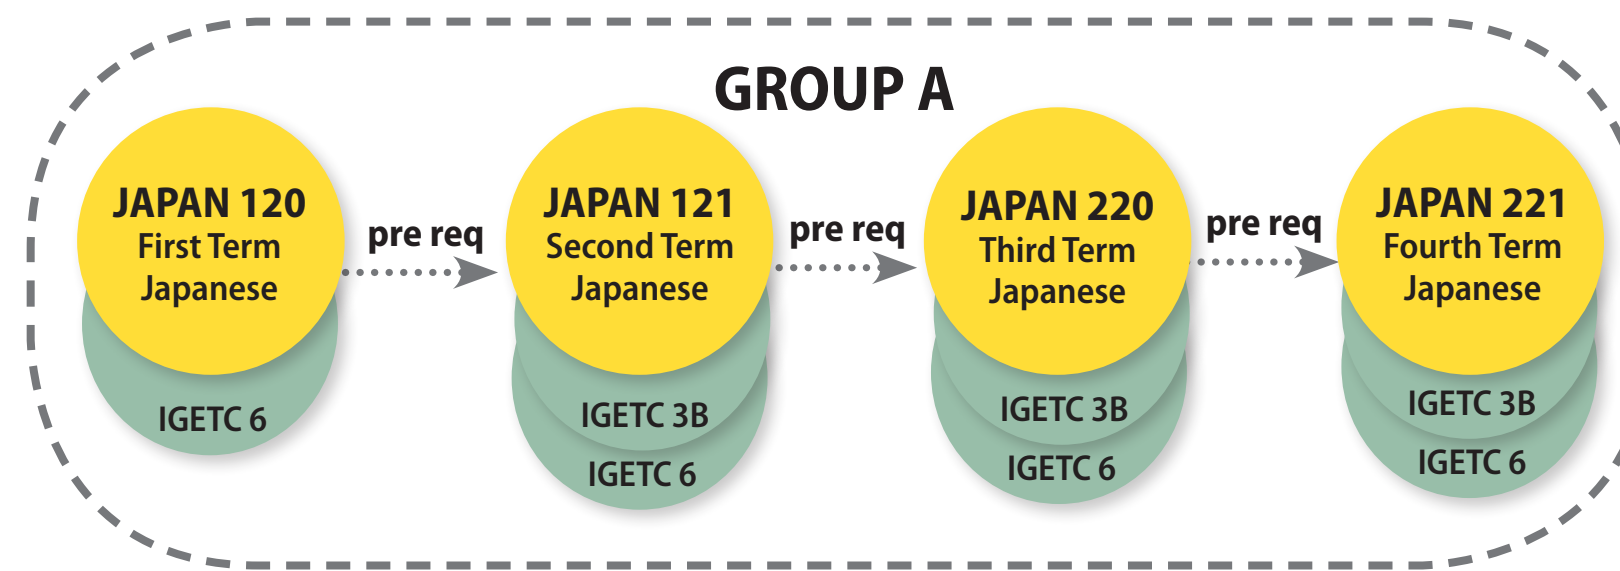 GROUP A
JAPAN 120
First Term
Japanese
IGETC 6
pre req
JAPAN 121
Second Term
Japanese
IGETC 3B
IGETC 6
pre req
JAPAN 220
Third Term
Japanese
IGETC 3B
IGETC 6
pre req
JAPAN 221
Fourth Term
Japanese
IGETC 3B
IGETC 6